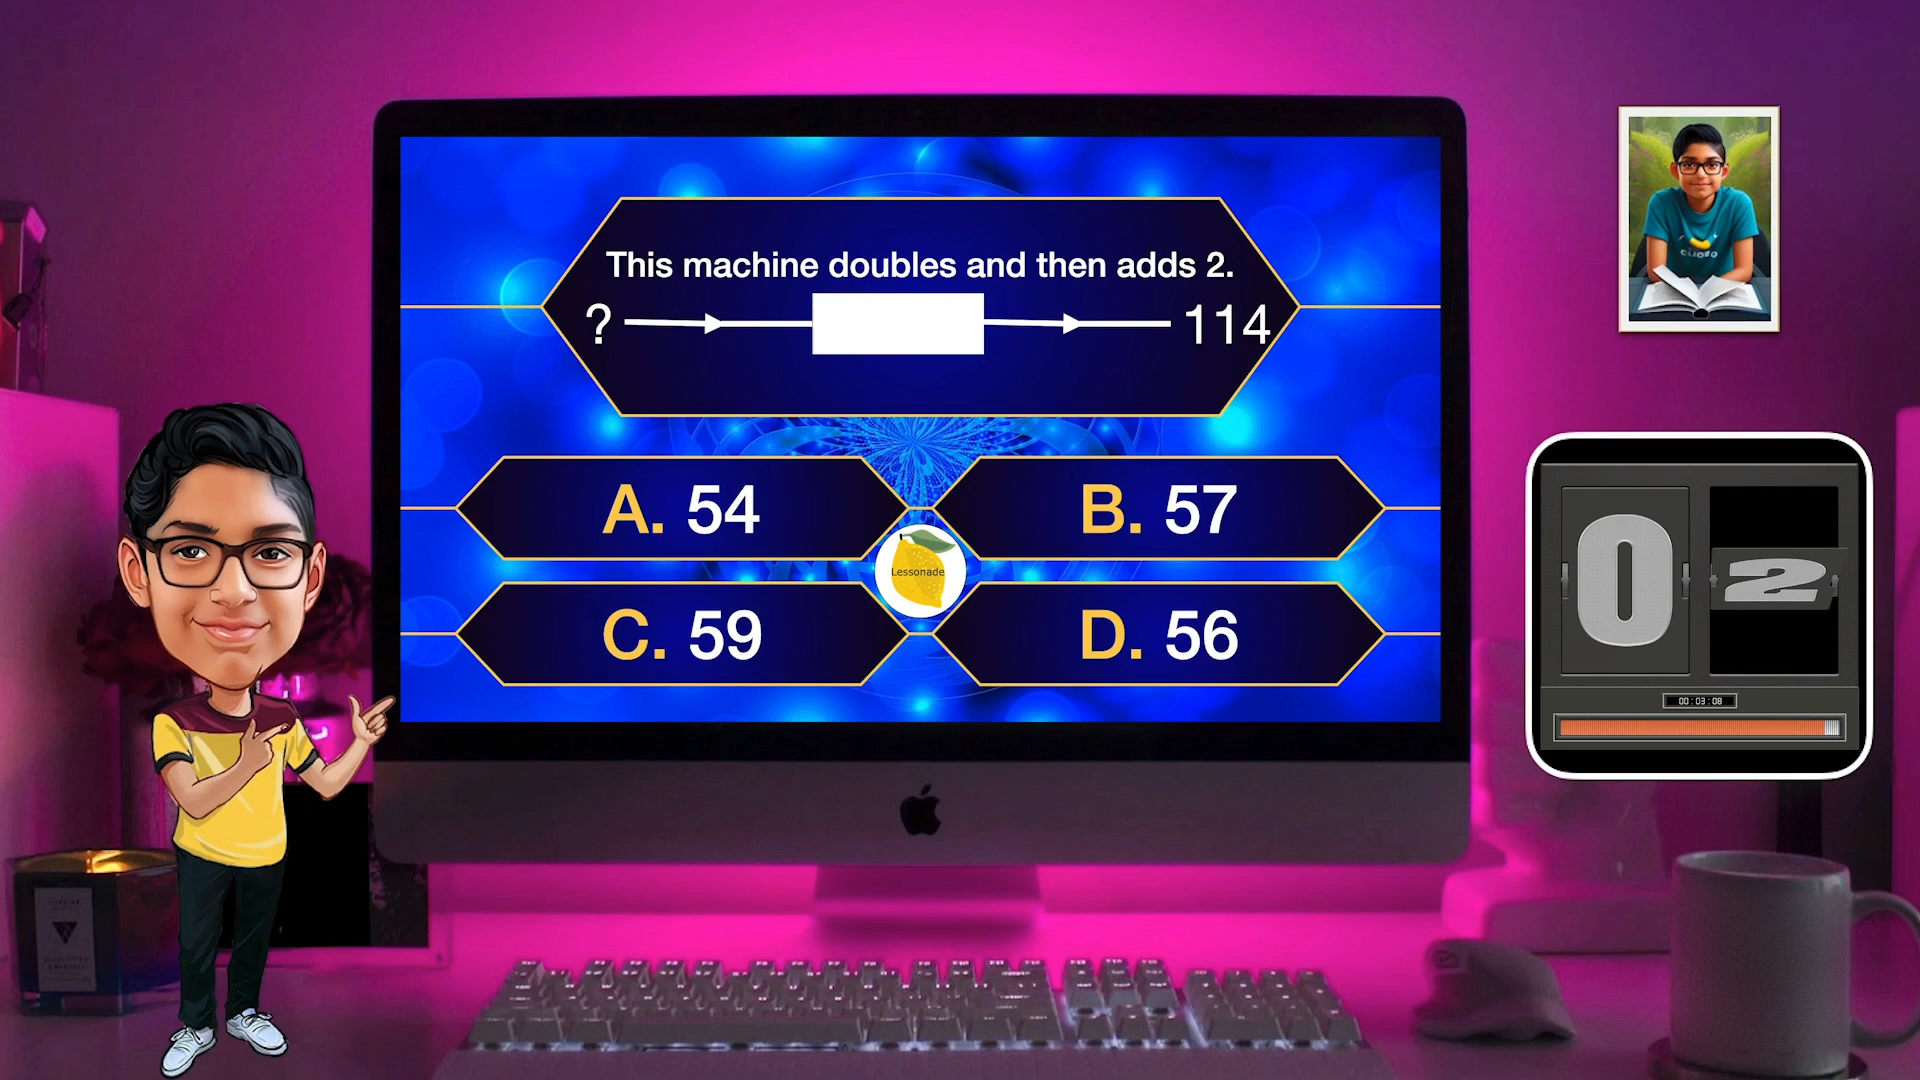 This machine doubles and then adds 2.
? 114
A. 54
B. 57
Lessonade
C. 59
D. 56
0 2
00:03:08